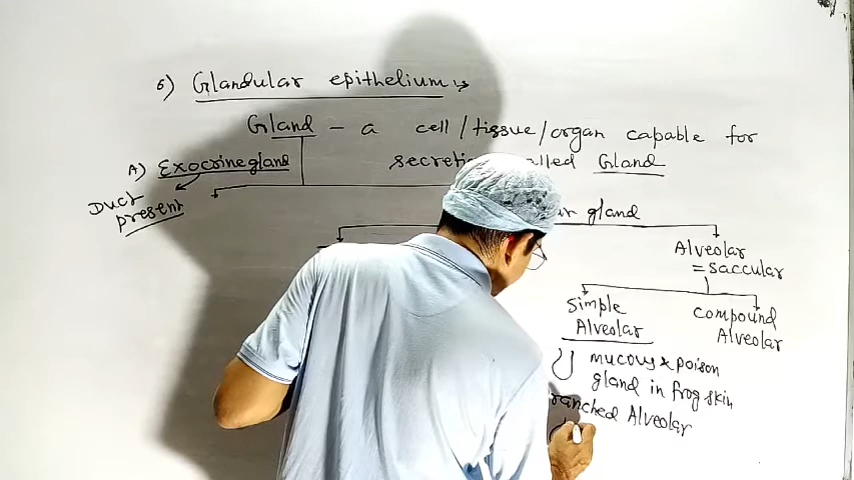 6) Glandular epithelium
Gland - a cell/tissue/organ capable for
A) Exocrine gland
called Gland
Duct
present
gland
Alveolar
= saccular
Simple
Alveolar
compound
Alveolar
mucous & poison
gland in frog skin
Alveolar